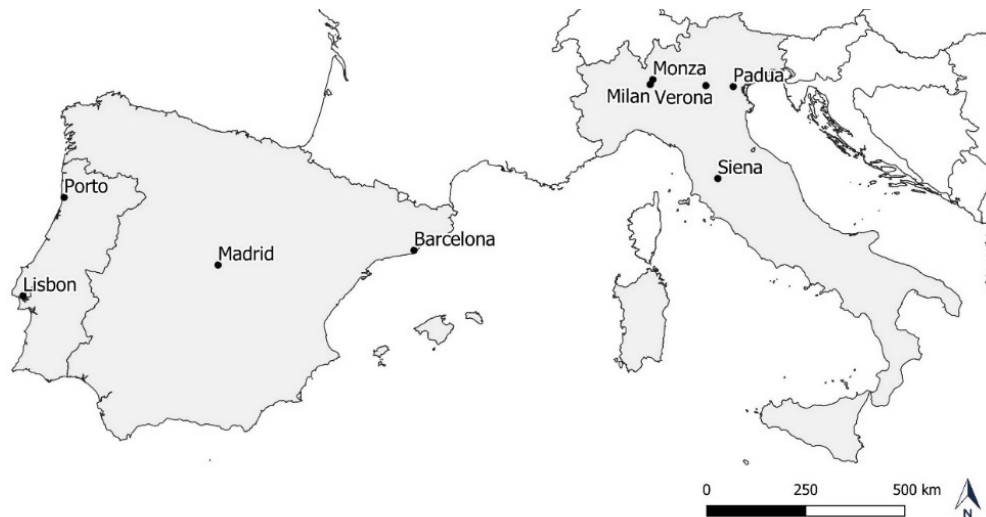 Monza
Padua
Milan Verona
Siena
Porto
Barcelona
Madrid
Lisbon
0 250 500 km
N